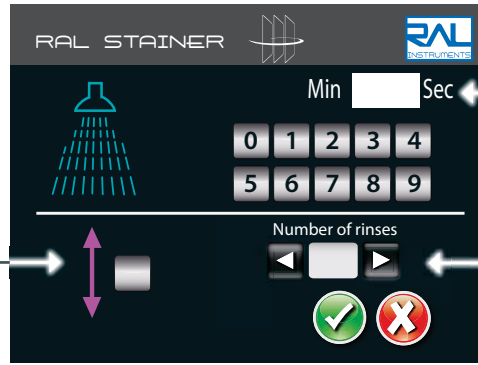 RAL STAINER
RAL
INSTRUMENTS
Min Sec
0 1 2 3 4
5 6 7 8 9
Number of rinses